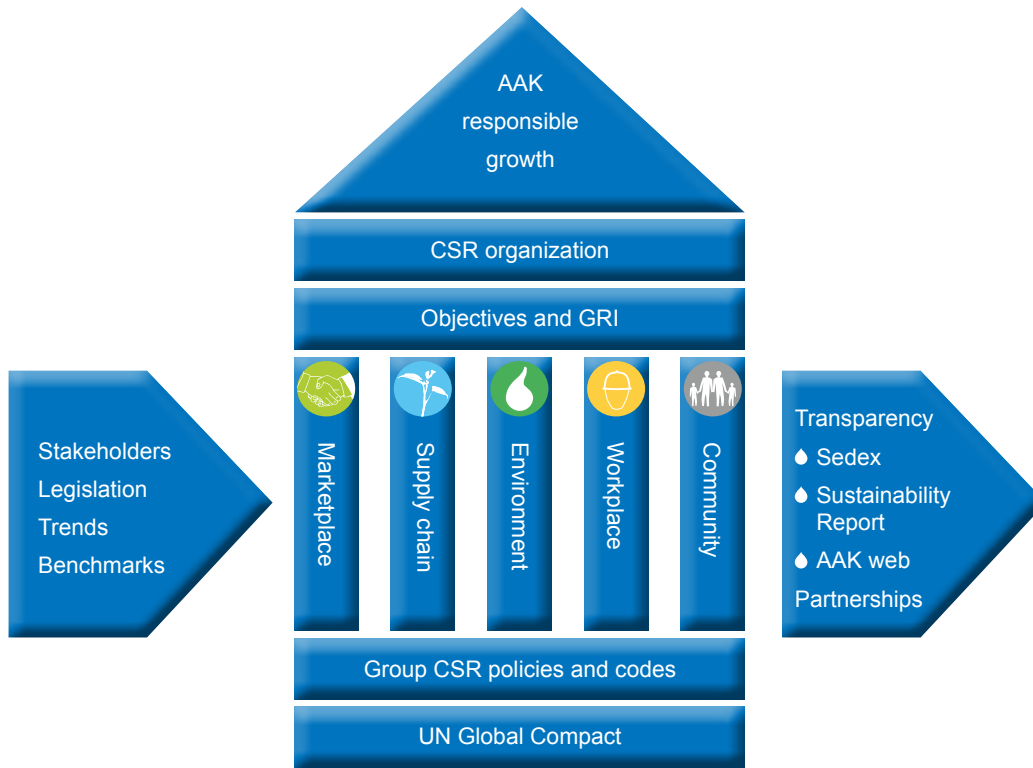 AAK
responsible
growth
CSR organization
Objectives and GRI
Stakeholders
Legislation
Trends
Benchmarks
Marketplace
Supply chain
Environment
Workplace
Community
Transparency
Sedex
Sustainability
Report
AAK web
Partnerships
Group CSR policies and codes
UN Global Compact